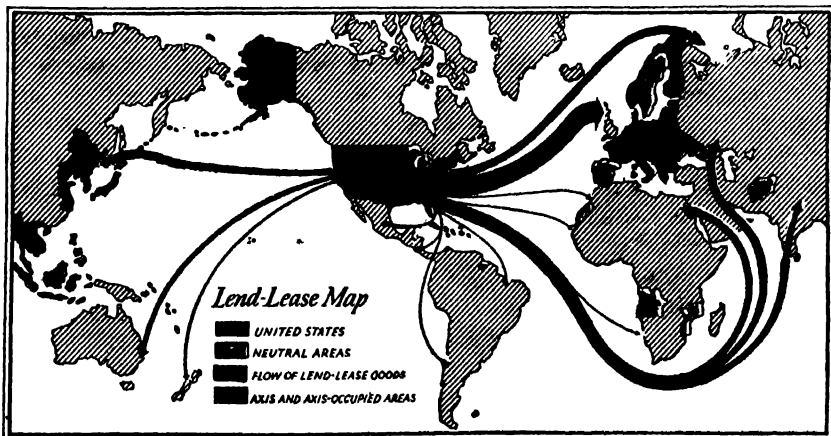 Lend-Lease Map
UNITED STATES
NEUTRAL AREAS
FLOW OF LEND-LEASE GOODS
AXIS AND AXIS-OCCUPIED AREAS